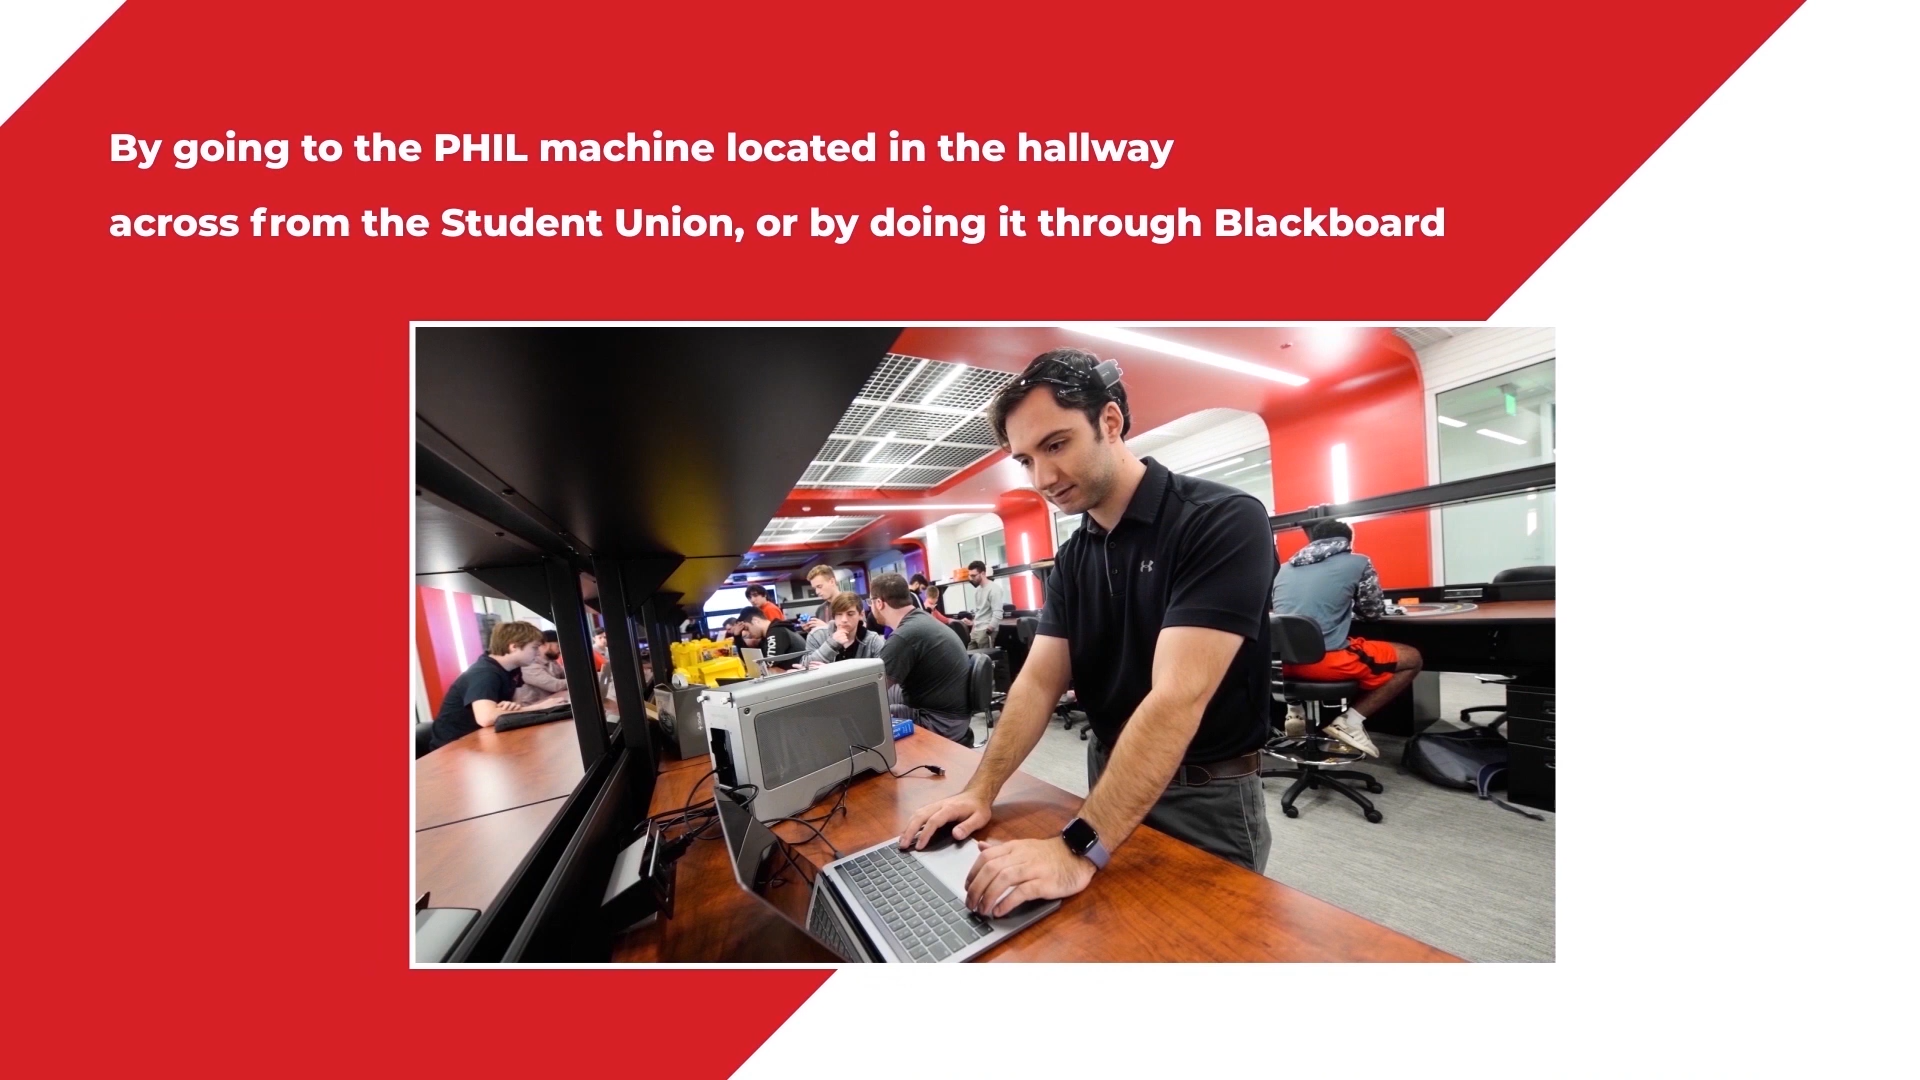 By going to the PHIL machine located in the hallway
across from the Student Union, or by doing it through Blackboard